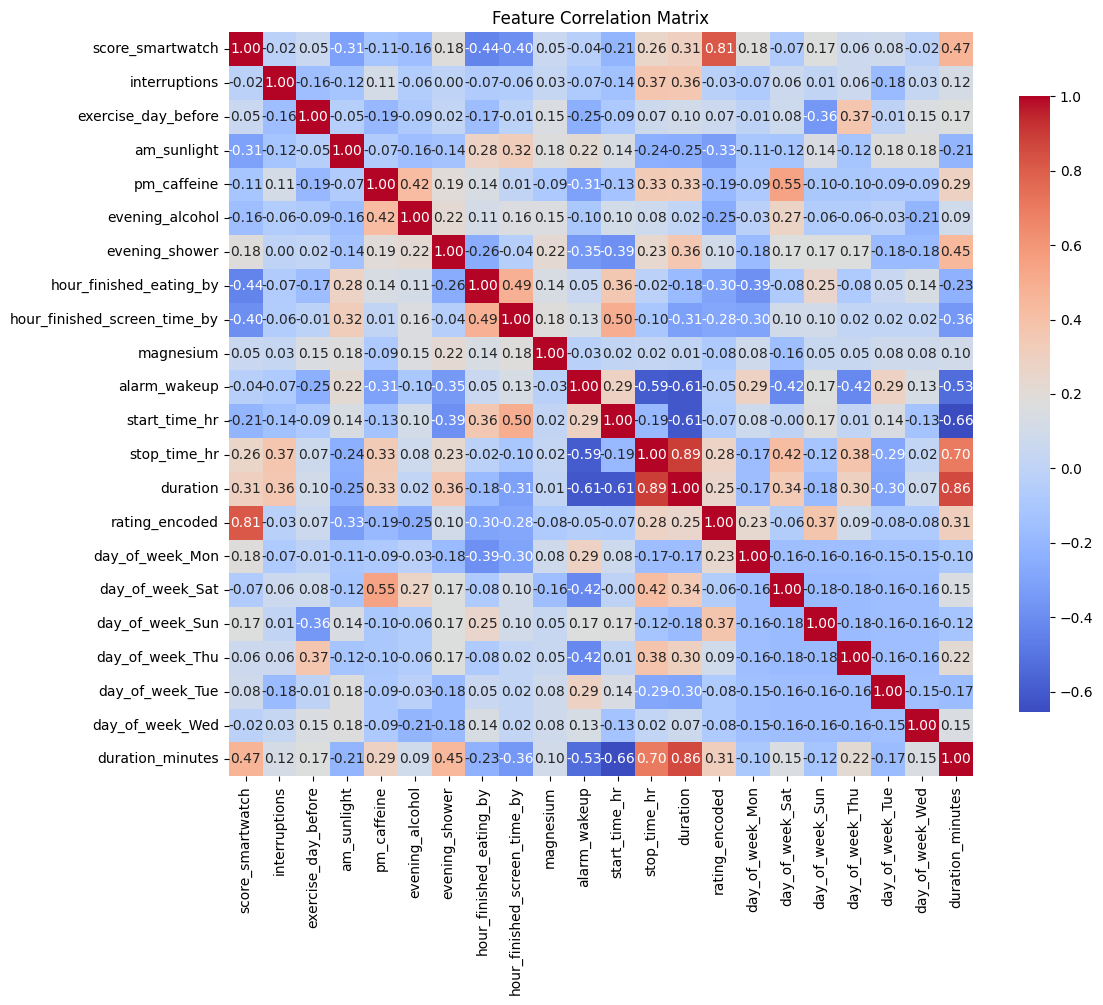 Feature Correlation Matrix
score_smartwatch 1.00 -0.02 0.05 -0.31 -0.11 -0.16 0.18 -0.44 -0.40 0.05 -0.04 -0.21 0.26 0.31 0.81 0.18 -0.07 0.17 0.06 0.08 -0.02 0.47
interruptions -0.02 1.00 -0.16 -0.12 0.11 -0.06 0.00 -0.07 -0.06 0.03 -0.07 -0.14 0.37 0.36 -0.03 -0.07 0.06 0.01 0.06 -0.18 0.03 0.12
exercise_day_before 0.05 -0.16 1.00 -0.05 -0.19 -0.09 0.02 -0.17 -0.01 0.15 -0.25 -0.09 0.07 0.10 0.07 -0.01 0.08 -0.36 0.37 -0.01 0.15 0.17
am_sunlight -0.31 -0.12 -0.05 1.00 -0.07 -0.16 -0.14 0.28 0.32 0.18 0.22 0.14 -0.24 -0.25 -0.33 -0.11 -0.12 0.14 -0.12 0.18 0.18 -0.21
pm_caffeine -0.11 0.11 -0.19 -0.07 1.00 0.42 0.19 0.14 0.01 -0.09 -0.31 -0.13 0.33 0.33 -0.19 -0.09 0.55 -0.10 -0.10 -0.09 -0.09 0.29
evening_alcohol -0.16 -0.06 -0.09 -0.16 0.42 1.00 0.22 0.11 0.16 0.15 -0.10 0.10 0.08 0.02 -0.25 -0.03 0.27 -0.06 -0.06 -0.03 -0.21 0.09
evening_shower 0.18 0.00 0.02 -0.14 0.19 0.22 1.00 -0.26 -0.04 0.22 -0.35 -0.39 0.23 0.36 0.10 -0.18 0.17 0.17 0.17 -0.18 -0.18 0.45
hour_finished_eating_by -0.44 -0.07 -0.17 0.28 0.14 0.11 -0.26 1.00 0.49 0.14 0.05 0.36 -0.02 -0.18 -0.30 -0.39 -0.08 0.25 -0.08 0.05 0.14 -0.23
hour_finished_screen_time_by -0.40 -0.06 -0.01 0.32 0.01 0.16 -0.04 0.49 1.00 0.18 0.13 0.50 -0.10 -0.31 -0.28 -0.30 0.10 0.10 0.02 0.02 0.02 -0.36
magnesium 0.05 0.03 0.15 0.18 -0.09 0.15 0.22 0.14 0.18 1.00 -0.03 0.02 0.02 0.01 -0.08 0.08 -0.16 0.05 0.05 0.08 0.08 0.10
alarm_wakeup -0.04 -0.07 -0.25 0.22 -0.31 -0.10 -0.35 0.05 0.13 -0.03 1.00 0.29 -0.59 -0.61 -0.05 0.29 -0.42 0.17 -0.42 0.29 0.13 -0.53
start_time_hr -0.21 -0.14 -0.09 0.14 -0.13 0.10 -0.39 0.36 0.50 0.02 0.29 1.00 -0.19 -0.61 -0.07 0.08 -0.00 0.17 0.01 0.14 -0.13 -0.66
stop_time_hr 0.26 0.37 0.07 -0.24 0.33 0.08 0.23 -0.02 -0.10 0.02 -0.59 -0.19 1.00 0.89 0.28 -0.17 0.42 -0.12 0.38 -0.29 0.02 0.70
duration 0.31 0.36 0.10 -0.25 0.33 0.02 0.36 -0.18 -0.31 0.01 -0.61 -0.61 0.89 1.00 0.25 -0.17 0.34 -0.18 0.30 -0.30 0.07 0.86
rating_encoded 0.81 -0.03 0.07 -0.33 -0.19 -0.25 0.10 -0.30 -0.28 -0.08 -0.05 -0.07 0.28 0.25 1.00 0.23 -0.06 0.37 0.09 -0.08 -0.08 0.31
day_of_week_Mon 0.18 -0.07 -0.01 -0.11 -0.09 -0.03 -0.18 -0.39 -0.30 0.08 0.29 0.08 -0.17 -0.17 0.23 1.00 -0.16 -0.16 -0.16 -0.15 -0.15 -0.10
day_of_week_Sat -0.07 0.06 0.08 -0.12 0.55 0.27 0.17 -0.08 0.10 -0.16 -0.42 -0.00 0.42 0.34 -0.06 -0.16 1.00 -0.18 -0.18 -0.16 -0.16 0.15
day_of_week_Sun 0.17 0.01 -0.36 0.14 -0.10 -0.06 0.17 0.25 0.10 0.05 0.17 0.17 -0.12 -0.18 0.37 -0.16 -0.18 1.00 -0.18 -0.16 -0.16 -0.12
day_of_week_Thu 0.06 0.06 0.37 -0.12 -0.10 -0.06 0.17 -0.08 0.02 0.05 -0.42 0.01 0.38 0.30 0.09 -0.16 -0.18 -0.18 1.00 -0.16 -0.16 0.22
day_of_week_Tue 0.08 -0.18 -0.01 0.18 -0.09 -0.03 -0.18 0.05 0.02 0.08 0.29 0.14 -0.29 -0.30 -0.08 -0.15 -0.16 -0.16 -0.16 1.00 -0.15 -0.17
day_of_week_Wed -0.02 0.03 0.15 0.18 -0.09 -0.21 -0.18 0.14 0.02 0.08 0.13 -0.13 0.02 0.07 -0.08 -0.15 -0.16 -0.16 -0.16 -0.15 1.00 0.15
duration_minutes 0.47 0.12 0.17 -0.21 0.29 0.09 0.45 -0.23 -0.36 0.10 -0.53 -0.66 0.70 0.86 0.31 -0.10 0.15 -0.12 0.22 -0.17 0.15 1.00
score_smartwatch
interruptions
exercise_day_before
am_sunlight
pm_caffeine
evening_alcohol
evening_shower
hour_finished_eating_by
hour_finished_screen_time_by
magnesium
alarm_wakeup
start_time_hr
stop_time_hr
duration
rating_encoded
day_of_week_Mon
day_of_week_Sat
day_of_week_Sun
day_of_week_Thu
day_of_week_Tue
day_of_week_Wed
duration_minutes
1.0
0.8
0.6
0.4
0.2
0.0
−0.2
−0.4
−0.6